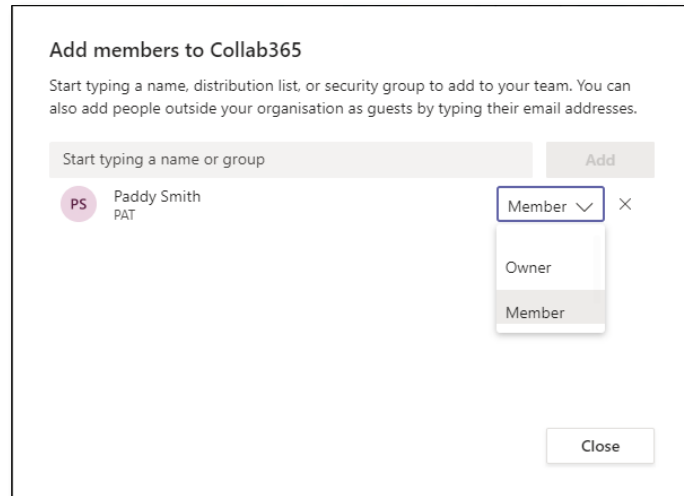 Add members to Collab365
Start typing a name, distribution list, or security group to add to your team. You can
also add people outside your organisation as guests by typing their email addresses.
Start typing a name or group
Add
PS
Paddy Smith
PAT
Member
Owner
Member
Close